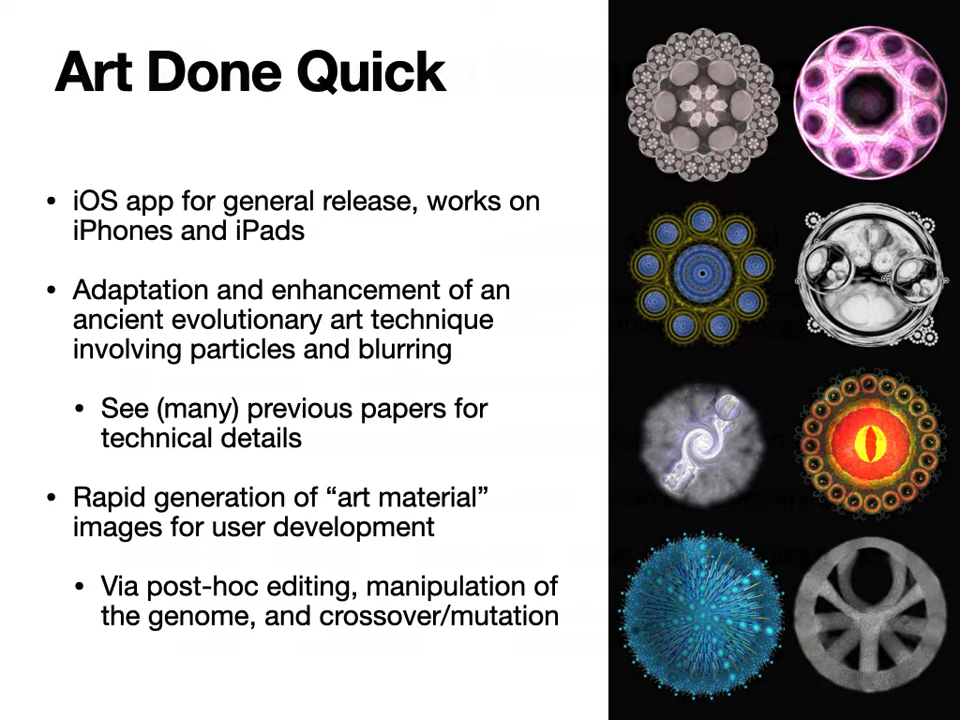 Art Done Quick
• iOS app for general release, works on
iPhones and iPads
• Adaptation and enhancement of an
ancient evolutionary art technique
involving particles and blurring
• See (many) previous papers for
technical details
• Rapid generation of “art material”
images for user development
• Via post-hoc editing, manipulation of
the genome, and crossover/mutation